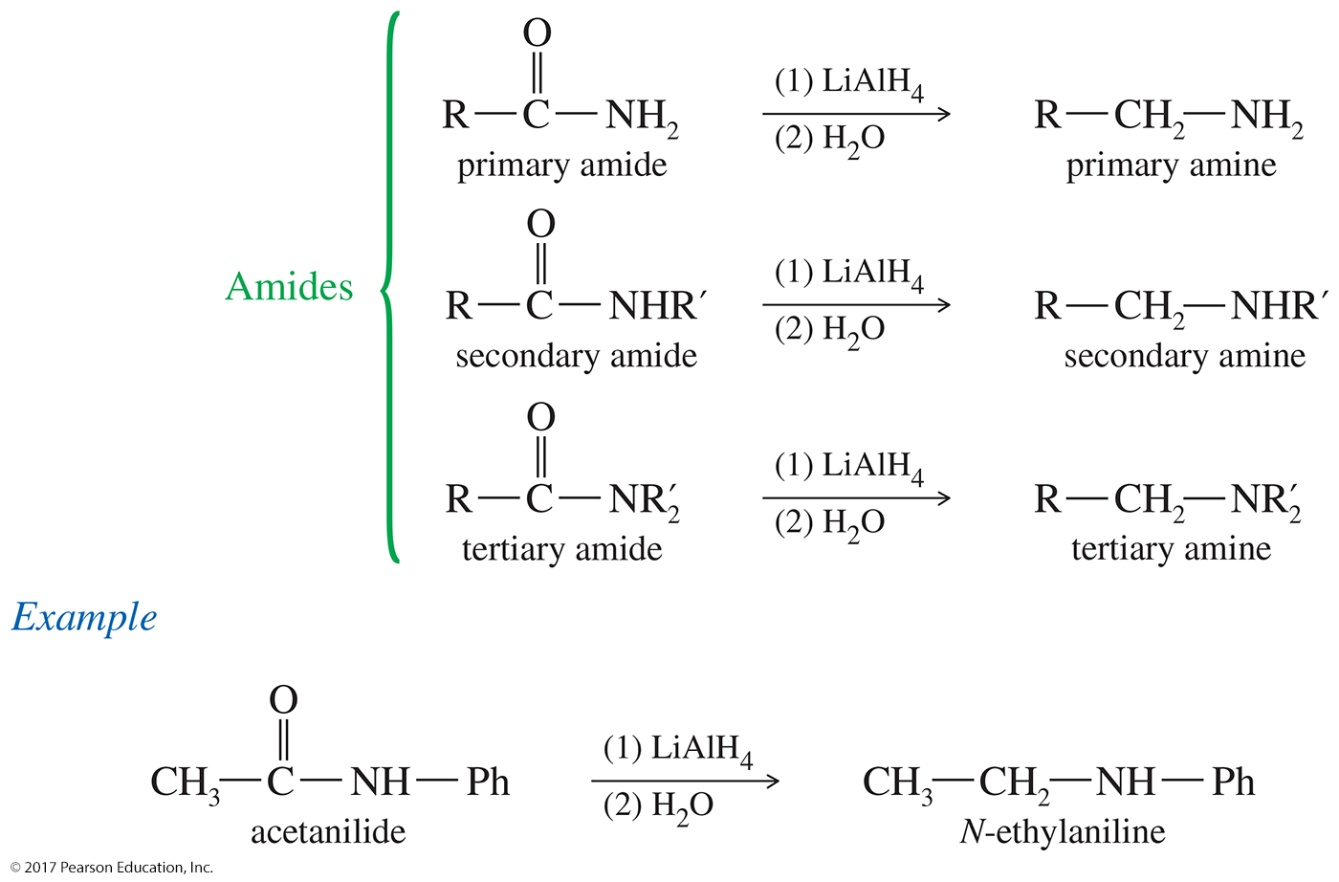 O
||
R—C—NH₂ (1) LiAlH₄ R—CH₂—NH₂
(2) H₂O
primary amide primary amine
O
||
Amides R—C—NHR′ (1) LiAlH₄ R—CH₂—NHR′
(2) H₂O
secondary amide secondary amine
O
||
R—C—NR′₂ (1) LiAlH₄ R—CH₂—NR′₂
(2) H₂O
tertiary amide tertiary amine
Example
O
||
CH₃—C—NH—Ph (1) LiAlH₄ CH₃—CH₂—NH—Ph
(2) H₂O
acetanilide N-ethylaniline
© 2017 Pearson Education, Inc.